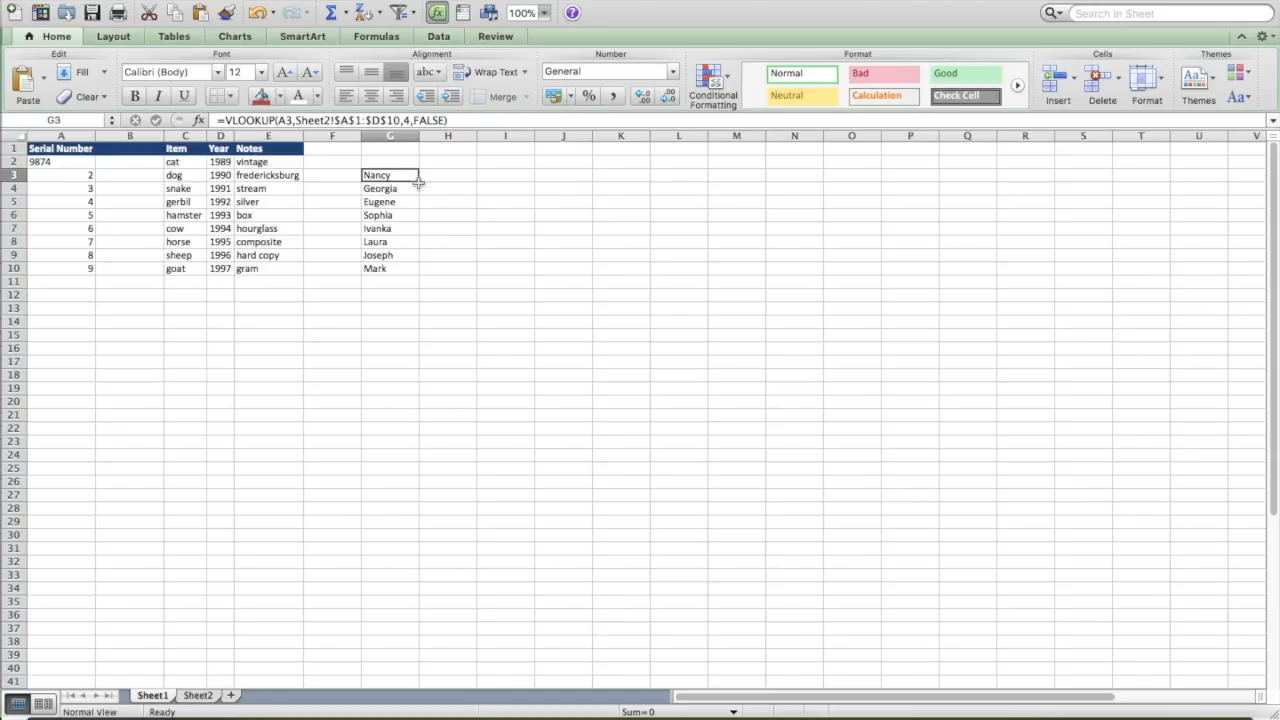 100%
Search in Sheet
Home Layout Tables Charts SmartArt Formulas Data Review
Edit Font Alignment Number Format Cells Themes
Paste Fill Clear
Calibri (Body) 12 A A
B I U A
abc Wrap Text
Merge
General
% ,
Conditional Formatting
Normal Bad Good
Neutral Calculation Check Cell
Insert Delete Format
Themes Aa
G3 fx =VLOOKUP(A3,Sheet2!$A$1:$D$10,4,FALSE)
A B C D E F G H I J K L M N O P Q R S T U V
1 Serial Number Item Year Notes
2 9874 cat 1989 vintage
3 2 dog 1990 fredericksburg Nancy
4 3 snake 1991 stream Georgia
5 4 gerbil 1992 silver Eugene
6 5 hamster 1993 box Sophia
7 6 cow 1994 hourglass Ivanka
8 7 horse 1995 composite Laura
9 8 sheep 1996 hard copy Joseph
10 9 goat 1997 gram Mark
11
12
13
14
15
16
17
18
19
20
21
22
23
24
25
26
27
28
29
30
31
32
33
34
35
36
37
38
39
40
41
Sheet1 Sheet2 +
Normal View Ready Sum=0